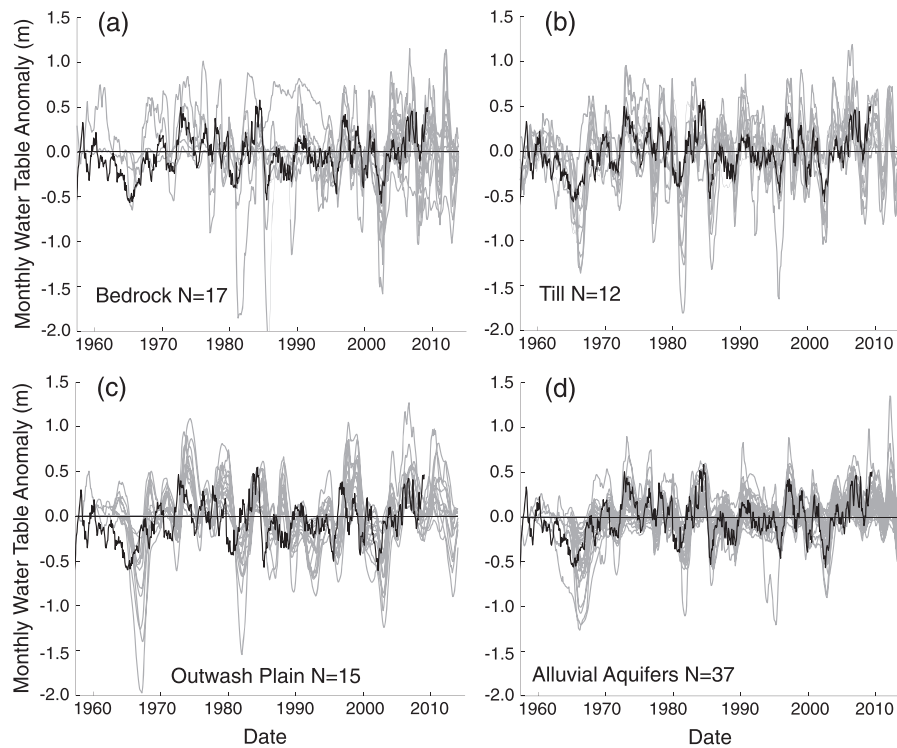 (a)
Monthly Water Table Anomaly (m)
1.5
1.0
0.5
0.0
-0.5
-1.0
-1.5
-2.0
Bedrock N=17
1960 1970 1980 1990 2000 2010
(b)
1.5
1.0
0.5
0.0
-0.5
-1.0
-1.5
-2.0
Till N=12
1960 1970 1980 1990 2000 2010
(c)
Monthly Water Table Anomaly (m)
1.5
1.0
0.5
0.0
-0.5
-1.0
-1.5
-2.0
Outwash Plain N=15
1960 1970 1980 1990 2000 2010
Date
(d)
1.5
1.0
0.5
0.0
-0.5
-1.0
-1.5
-2.0
Alluvial Aquifers N=37
1960 1970 1980 1990 2000 2010
Date